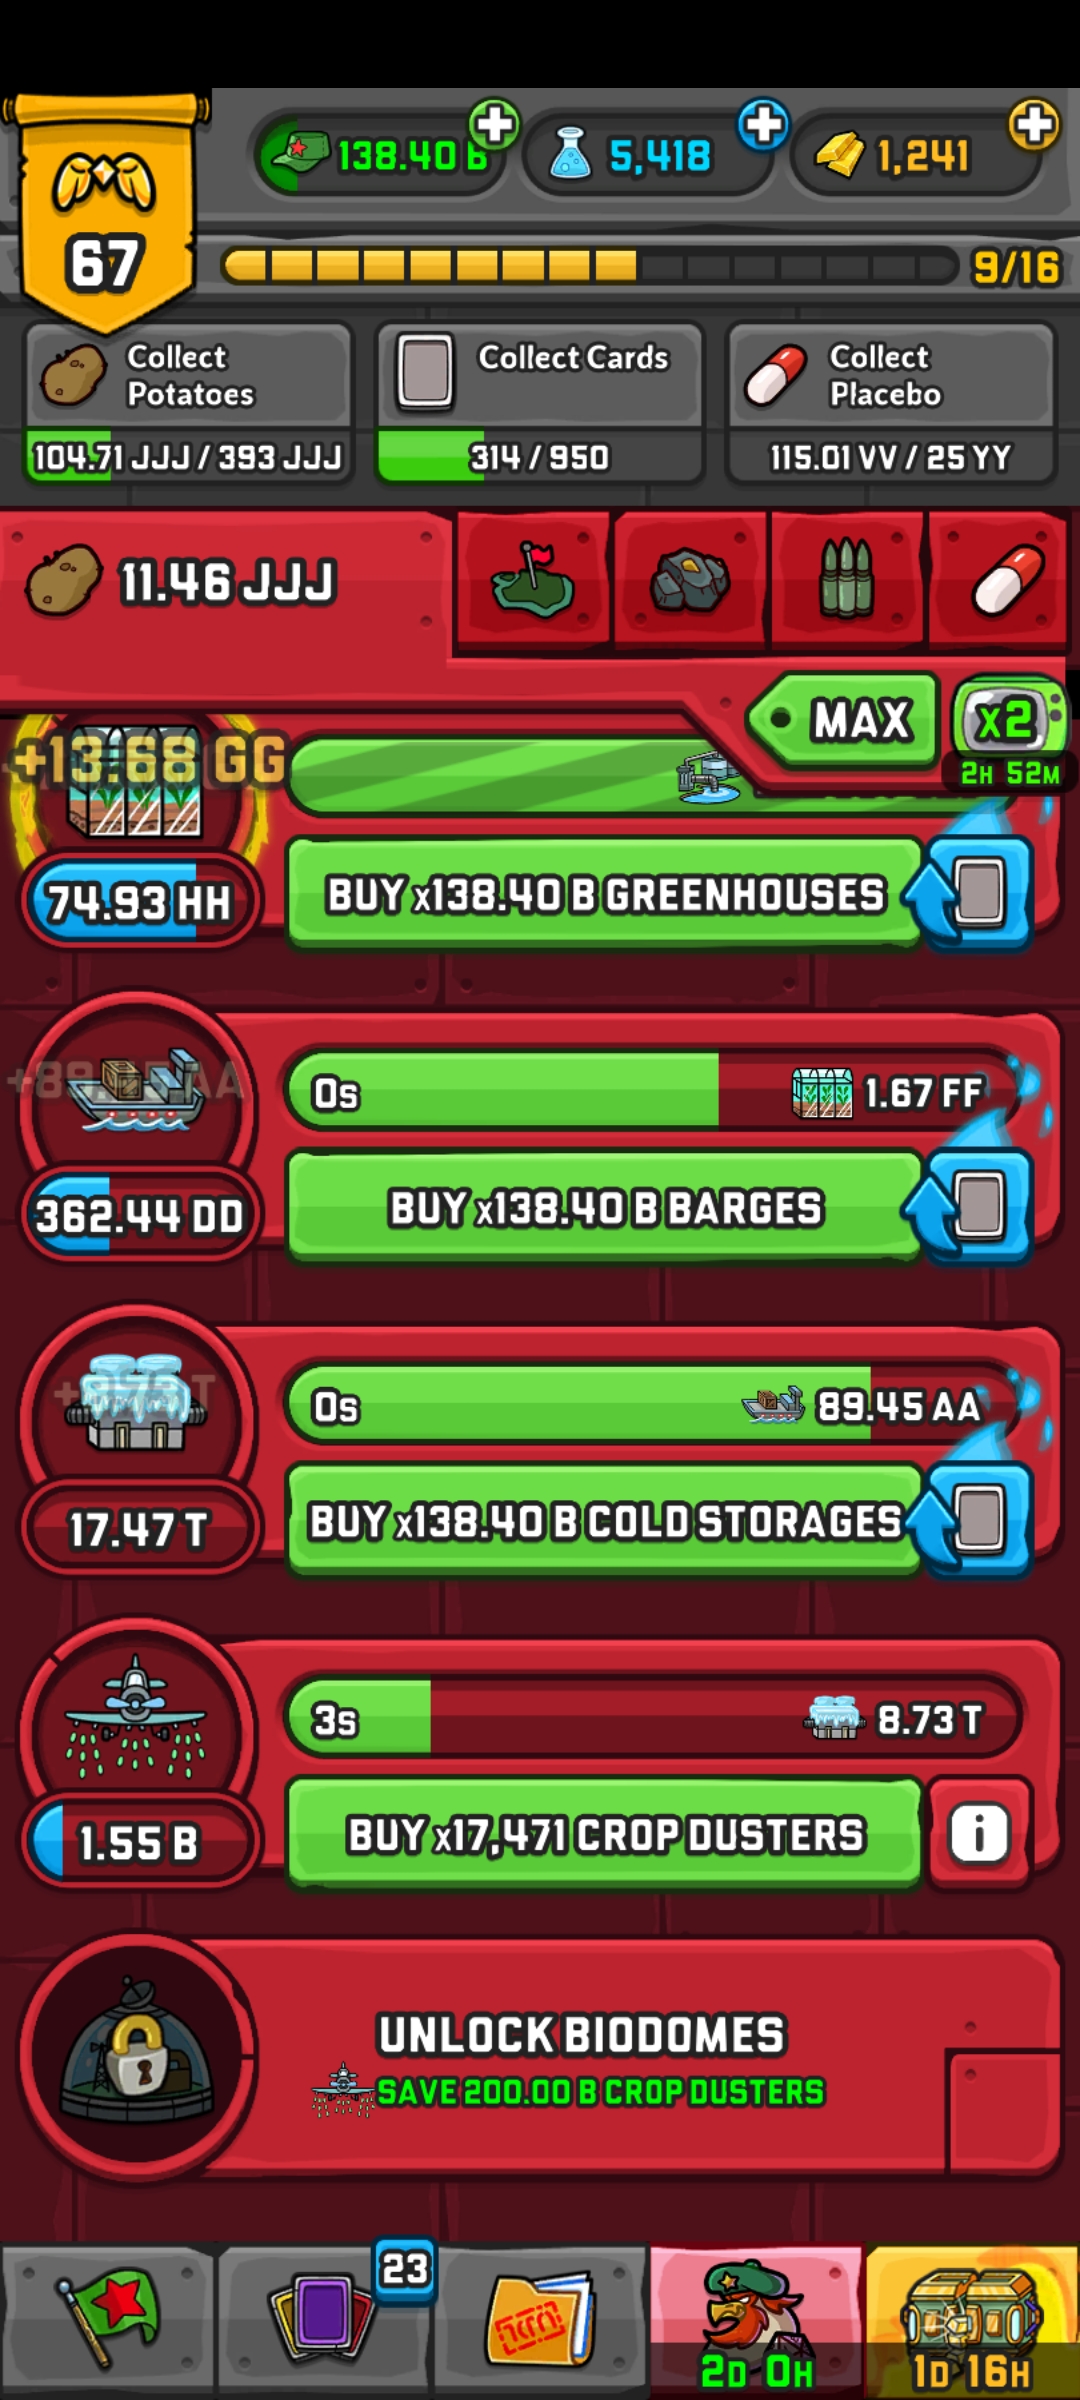 138.40 B
5,418
1,241
67
9/16
Collect
Potatoes
104.71 JJJ / 393 JJJ
Collect Cards
314 / 950
Collect
Placebo
115.01 VV / 25 YY
11.46 JJJ
MAX
x2
2H 52M
+13.68 GG
74.93 HH
BUY x138.40 B GREENHOUSES
0s
1.67 FF
362.44 DD
BUY x138.40 B BARGES
0s
89.45 AA
17.47 T
BUY x138.40 B COLD STORAGES
3s
8.73 T
1.55 B
BUY x17,471 CROP DUSTERS
i
UNLOCK BIODOMES
SAVE 200.00 B CROP DUSTERS
23
2D 0H
1D 16H